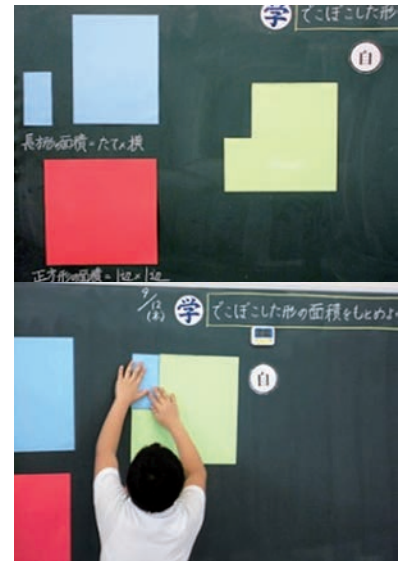 学 でこぼこした形
自
長方形の面積=たて×横
正方形の面積=1辺×1辺
9/12(木)
学 でこぼこした形の面積をもとめよ
自